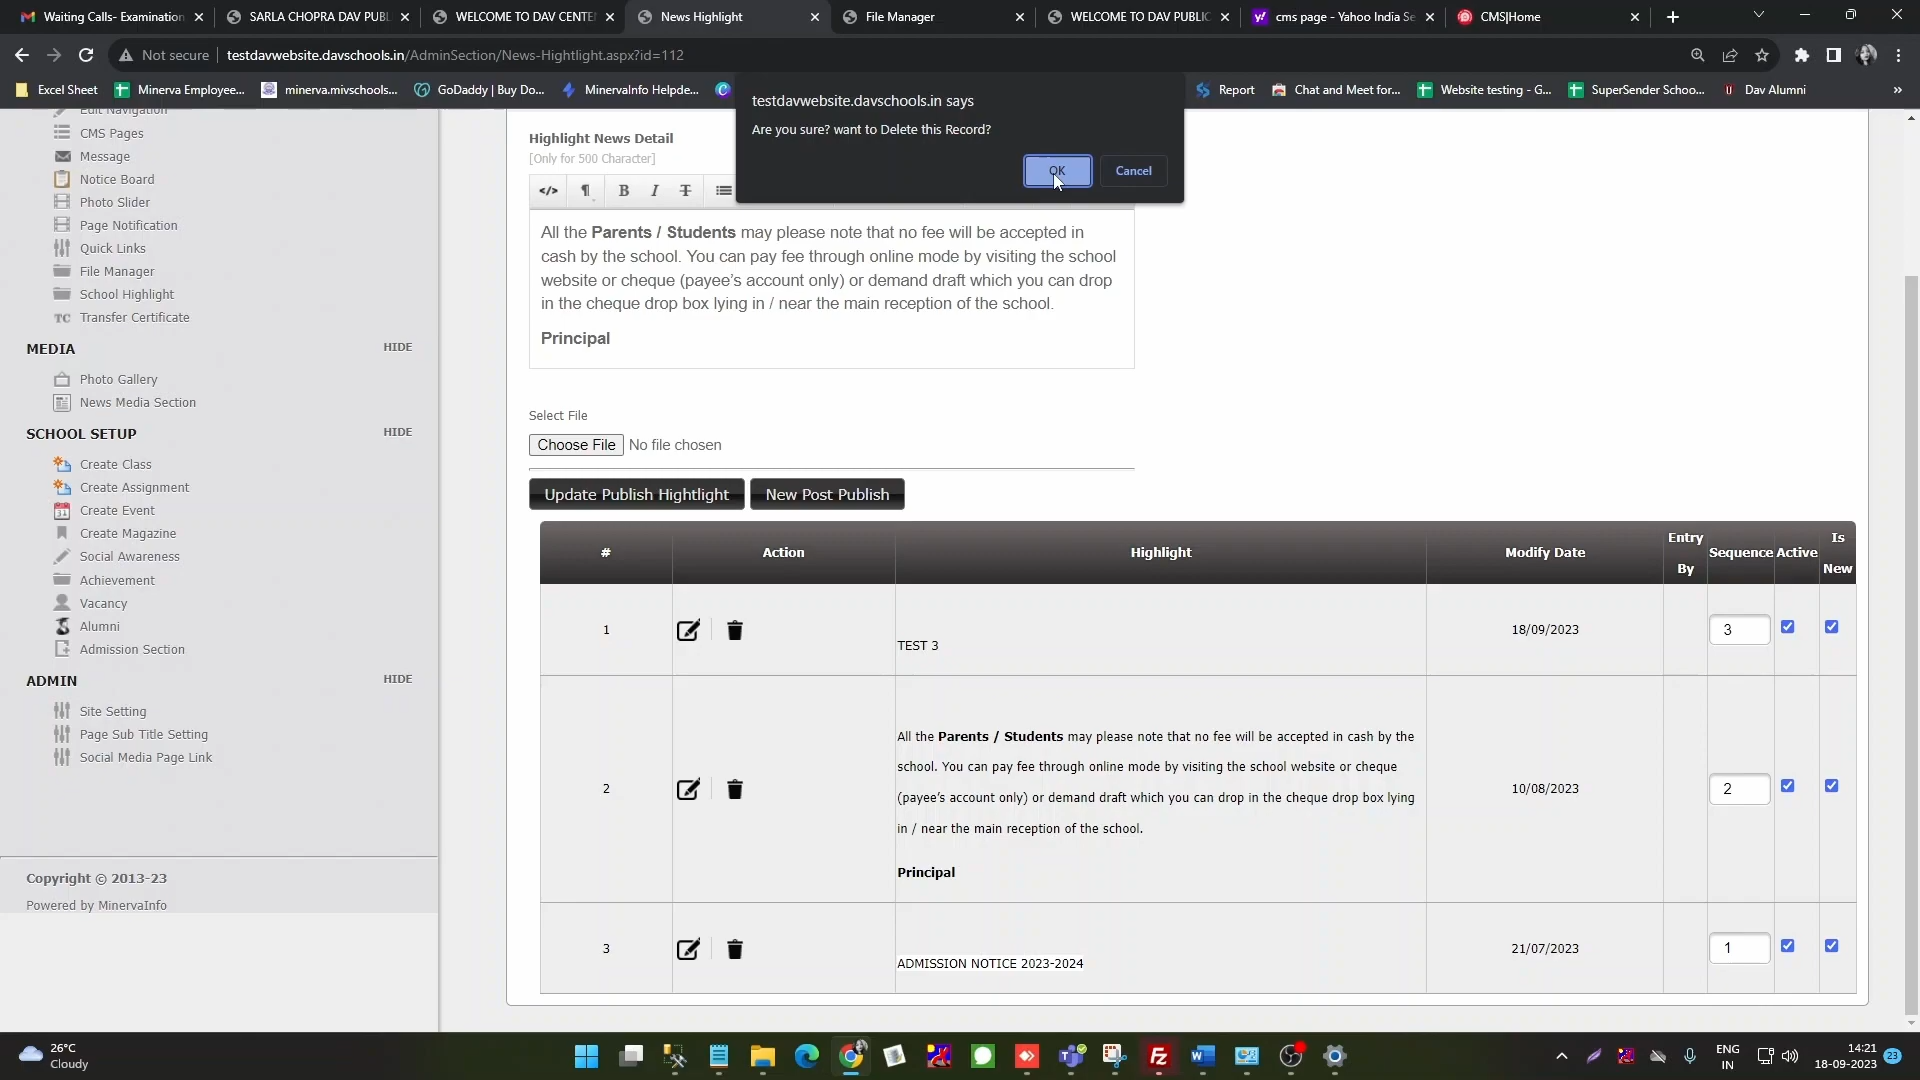 Waiting Calls- Examination
SARLA CHOPRA DAV PUBL
WELCOME TO DAV CENTE
News Highlight
File Manager
WELCOME TO DAV PUBLIC
cms page - Yahoo India Se
CMS|Home
Not secure
testdavwebsite.davschools.in/AdminSection/News-Hightlight.aspx?id=112
Excel Sheet
Minerva Employee...
minerva.mivschools...
GoDaddy | Buy Do...
MinervaInfo Helpde...
Report
Chat and Meet for...
Website testing - G...
SuperSender Schoo...
Dav Alumni
testdavwebsite.davschools.in says
Are you sure? want to Delete this Record?
OK
Cancel
Edit Navigation
CMS Pages
Message
Notice Board
Photo Slider
Page Notification
Quick Links
File Manager
School Highlight
TC Transfer Certificate
MEDIA HIDE
Photo Gallery
News Media Section
SCHOOL SETUP HIDE
Create Class
Create Assignment
Create Event
Create Magazine
Social Awareness
Achievement
Vacancy
Alumni
Admission Section
ADMIN HIDE
Site Setting
Page Sub Title Setting
Social Media Page Link
Copyright © 2013-23
Powered by MinervaInfo
Highlight News Detail
[Only for 500 Character]
</> ¶ B I T
All the Parents / Students may please note that no fee will be accepted in
cash by the school. You can pay fee through online mode by visiting the school
website or cheque (payee’s account only) or demand draft which you can drop
in the cheque drop box lying in / near the main reception of the school.
Principal
Select File
Choose File No file chosen
Update Publish Hightlight New Post Publish
# Action Highlight Modify Date Entry By Sequence Active Is New
1 TEST 3 18/09/2023 3
2 10/08/2023 2
All the Parents / Students may please note that no fee will be accepted in cash by the
school. You can pay fee through online mode by visiting the school website or cheque
(payee’s account only) or demand draft which you can drop in the cheque drop box lying
in / near the main reception of the school.
Principal
3 ADMISSION NOTICE 2023-2024 21/07/2023 1
26°C
Cloudy
ENG
IN
14:21
18-09-2023
23